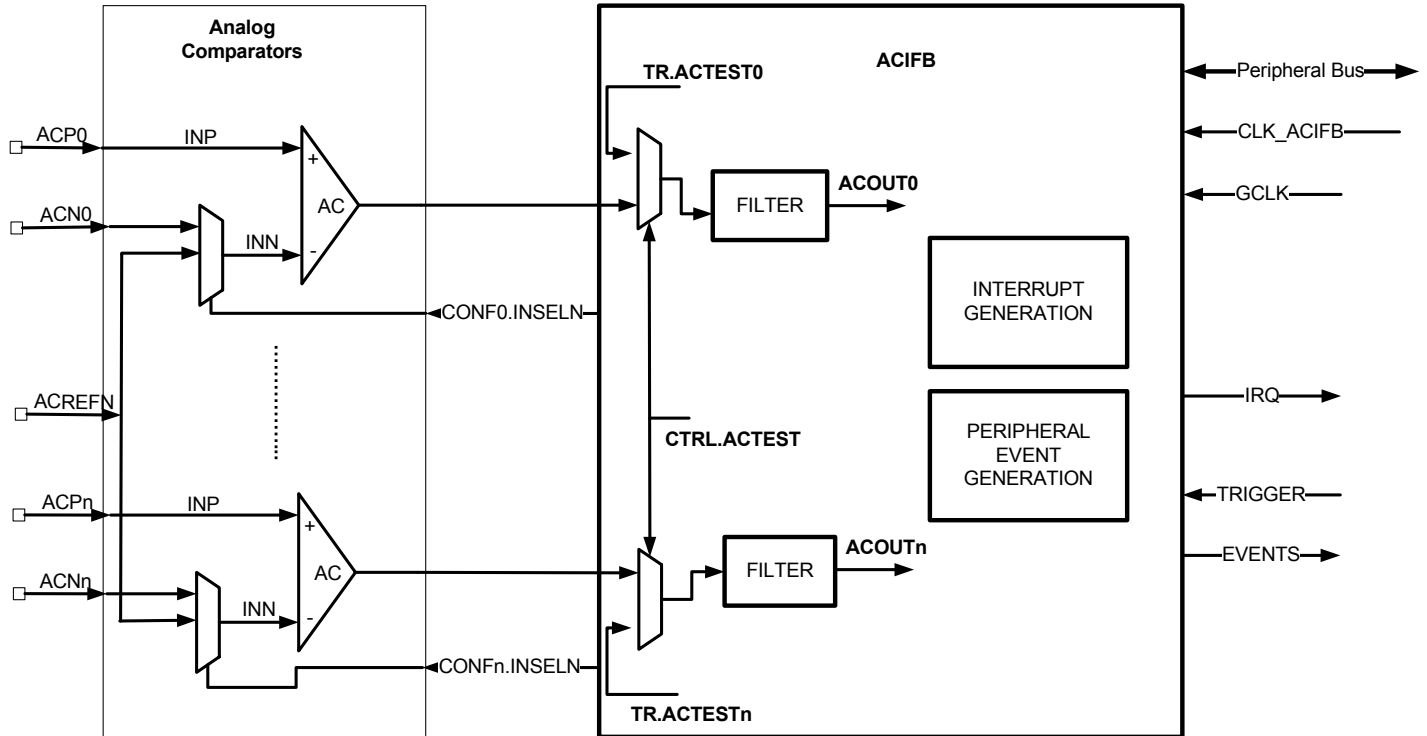 Analog
Comparators
ACIFB
TR.ACTEST0
Peripheral Bus
ACP0
INP
+
AC
-
CLK_ACIFB
ACN0
INN
FILTER
ACOUT0
GCLK
CONF0.INSELN
INTERRUPT
GENERATION
ACREFN
CTRL.ACTEST
PERIPHERAL
EVENT
GENERATION
IRQ
ACPn
INP
+
AC
-
TRIGGER
ACNn
INN
FILTER
ACOUTn
EVENTS
CONFn.INSELN
TR.ACTESTn